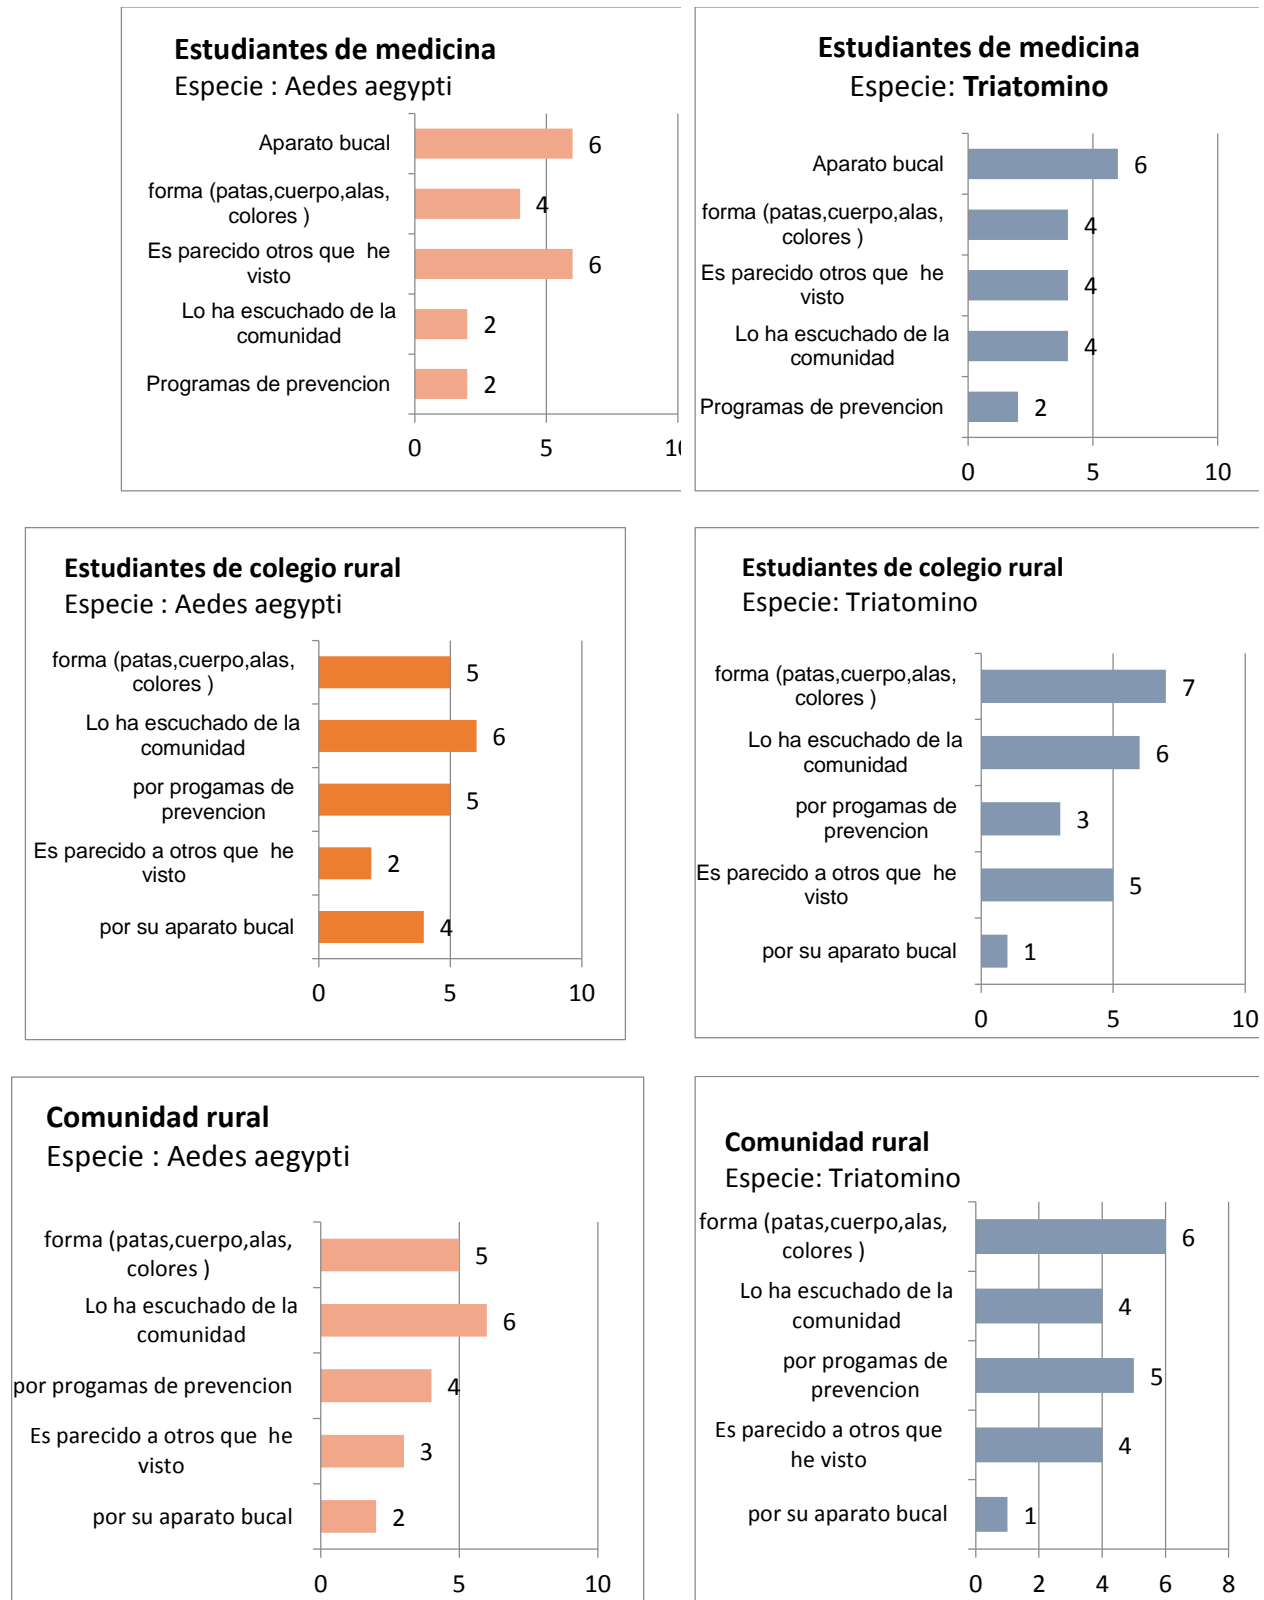 Estudiantes de medicina
Especie : Aedes aegypti
Aparato bucal
6
forma (patas,cuerpo,alas,
colores )
4
Es parecido otros que he
visto
6
Lo ha escuchado de la
comunidad
2
Programas de prevencion
2
0 5 10
Estudiantes de medicina
Especie: Triatomino
Aparato bucal
6
forma (patas,cuerpo,alas,
colores )
4
Es parecido otros que he
visto
4
Lo ha escuchado de la
comunidad
4
Programas de prevencion
2
0 5 10
Estudiantes de colegio rural
Especie : Aedes aegypti
forma (patas,cuerpo,alas,
colores )
5
Lo ha escuchado de la
comunidad
6
por progamas de
prevencion
5
Es parecido a otros que he
visto
2
por su aparato bucal
4
0 5 10
Estudiantes de colegio rural
Especie: Triatomino
forma (patas,cuerpo,alas,
colores )
7
Lo ha escuchado de la
comunidad
6
por progamas de
prevencion
3
Es parecido a otros que he
visto
5
por su aparato bucal
1
0 5 10
Comunidad rural
Especie : Aedes aegypti
forma (patas,cuerpo,alas,
colores )
5
Lo ha escuchado de la
comunidad
6
por progamas de prevencion
4
Es parecido a otros que he
visto
3
por su aparato bucal
2
0 5 10
Comunidad rural
Especie: Triatomino
forma (patas,cuerpo,alas,
colores )
6
Lo ha escuchado de la
comunidad
4
por progamas de
prevencion
5
Es parecido a otros que
he visto
4
por su aparato bucal
1
0 2 4 6 8